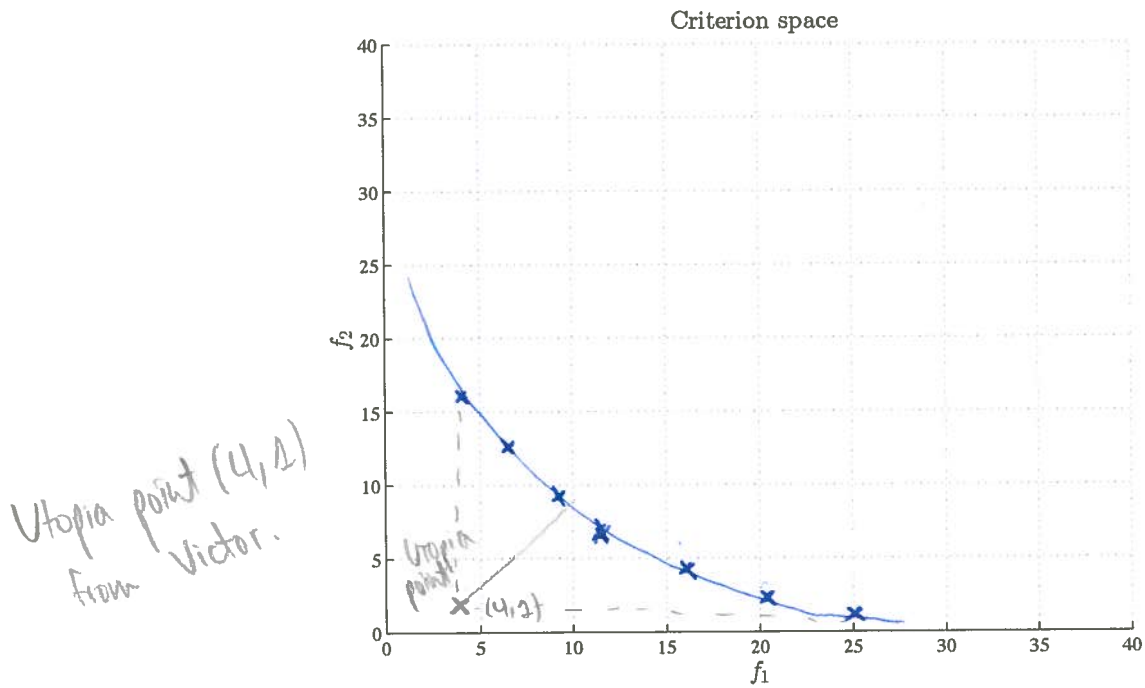 Criterion space
40
35
30
25
20
15
10
5
0
f₂
0 5 10 15 20 25 30 35 40
f₁
Utopia point (4,1)
from Victor.
Utopia
point
(4,1)